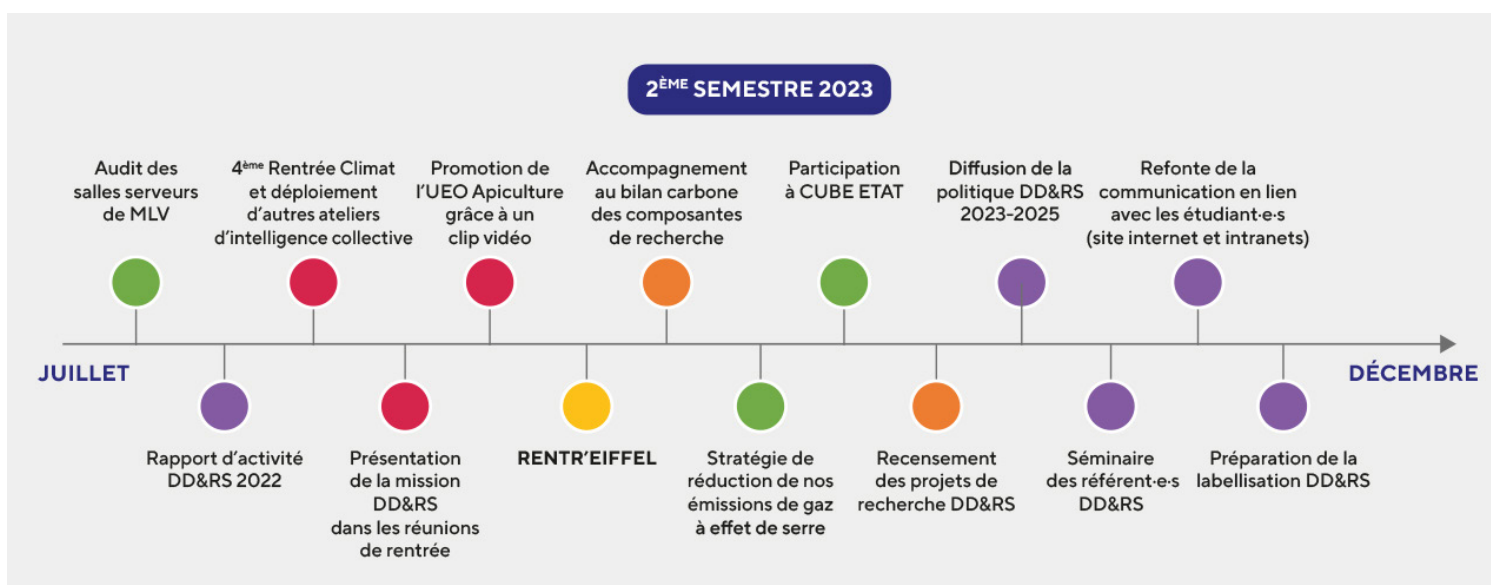 2ÈME SEMESTRE 2023
Audit des
salles serveurs
de MLV
4ème Rentrée Climat
et déploiement
d'autres ateliers
d'intelligence collective
Promotion de
l'UEO Apiculture
grâce à un
clip vidéo
Accompagnement
au bilan carbone
des composantes
de recherche
Participation
à CUBE ETAT
Diffusion de la
politique DD&RS
2023-2025
Refonte de la
communication en lien
avec les étudiant·e·s
(site internet et intranets)
JUILLET
DÉCEMBRE
Rapport d'activité
DD&RS 2022
Présentation
de la mission
DD&RS
dans les réunions
de rentrée
RENTR'EIFFEL
Stratégie de
réduction de nos
émissions de gaz
à effet de serre
Recensement
des projets de
recherche DD&RS
Séminaire
des référent·e·s
DD&RS
Préparation de la
labellisation DD&RS